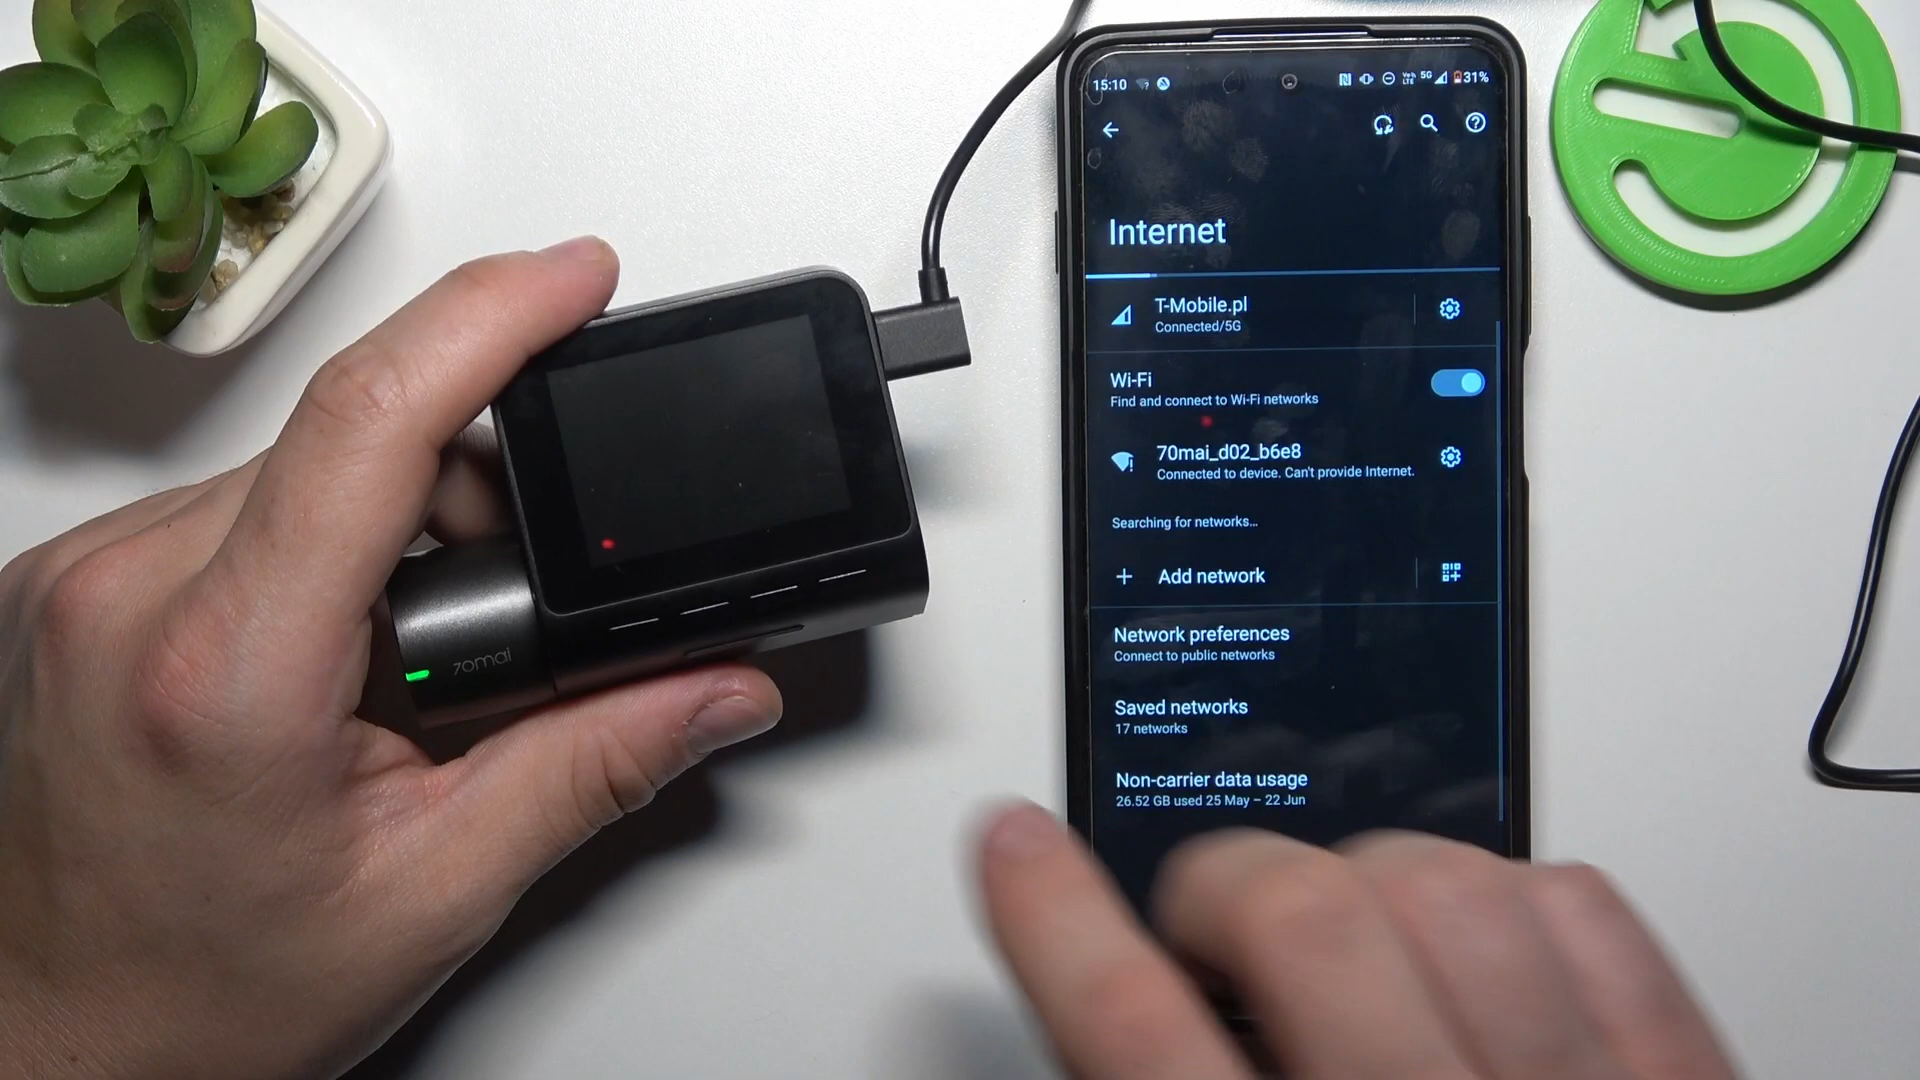 15:10
VoLTE 5G 31%
Internet
T-Mobile.pl
Connected/5G
Wi-Fi
Find and connect to Wi-Fi networks
70mai_d02_b6e8
Connected to device. Can't provide Internet.
Searching for networks…
Add network
Network preferences
Connect to public networks
Saved networks
17 networks
Non-carrier data usage
26.52 GB used 25 May – 22 Jun
70mai